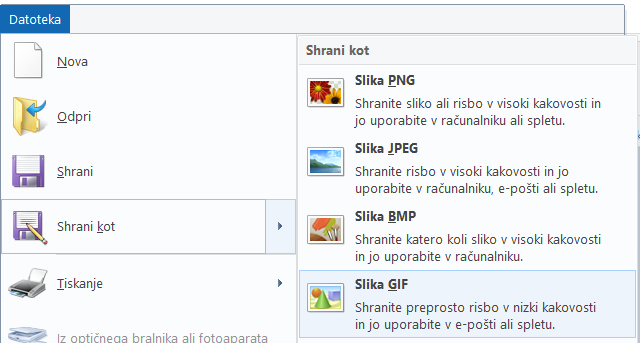 Datoteka
Nova
Odpri
Shrani
Shrani kot
Tiskanje
Iz optičnega bralnika ali fotoaparata
Shrani kot
Slika PNG
Shranite sliko ali risbo v visoki kakovosti in
jo uporabite v računalniku ali spletu.
Slika JPEG
Shranite risbo v visoki kakovosti in jo
uporabite v računalniku, e-pošti ali spletu.
Slika BMP
Shranite katero koli sliko v visoki kakovosti
in jo uporabite v računalniku.
Slika GIF
Shranite preprosto risbo v nizki kakovosti
in jo uporabite v e-pošti ali spletu.